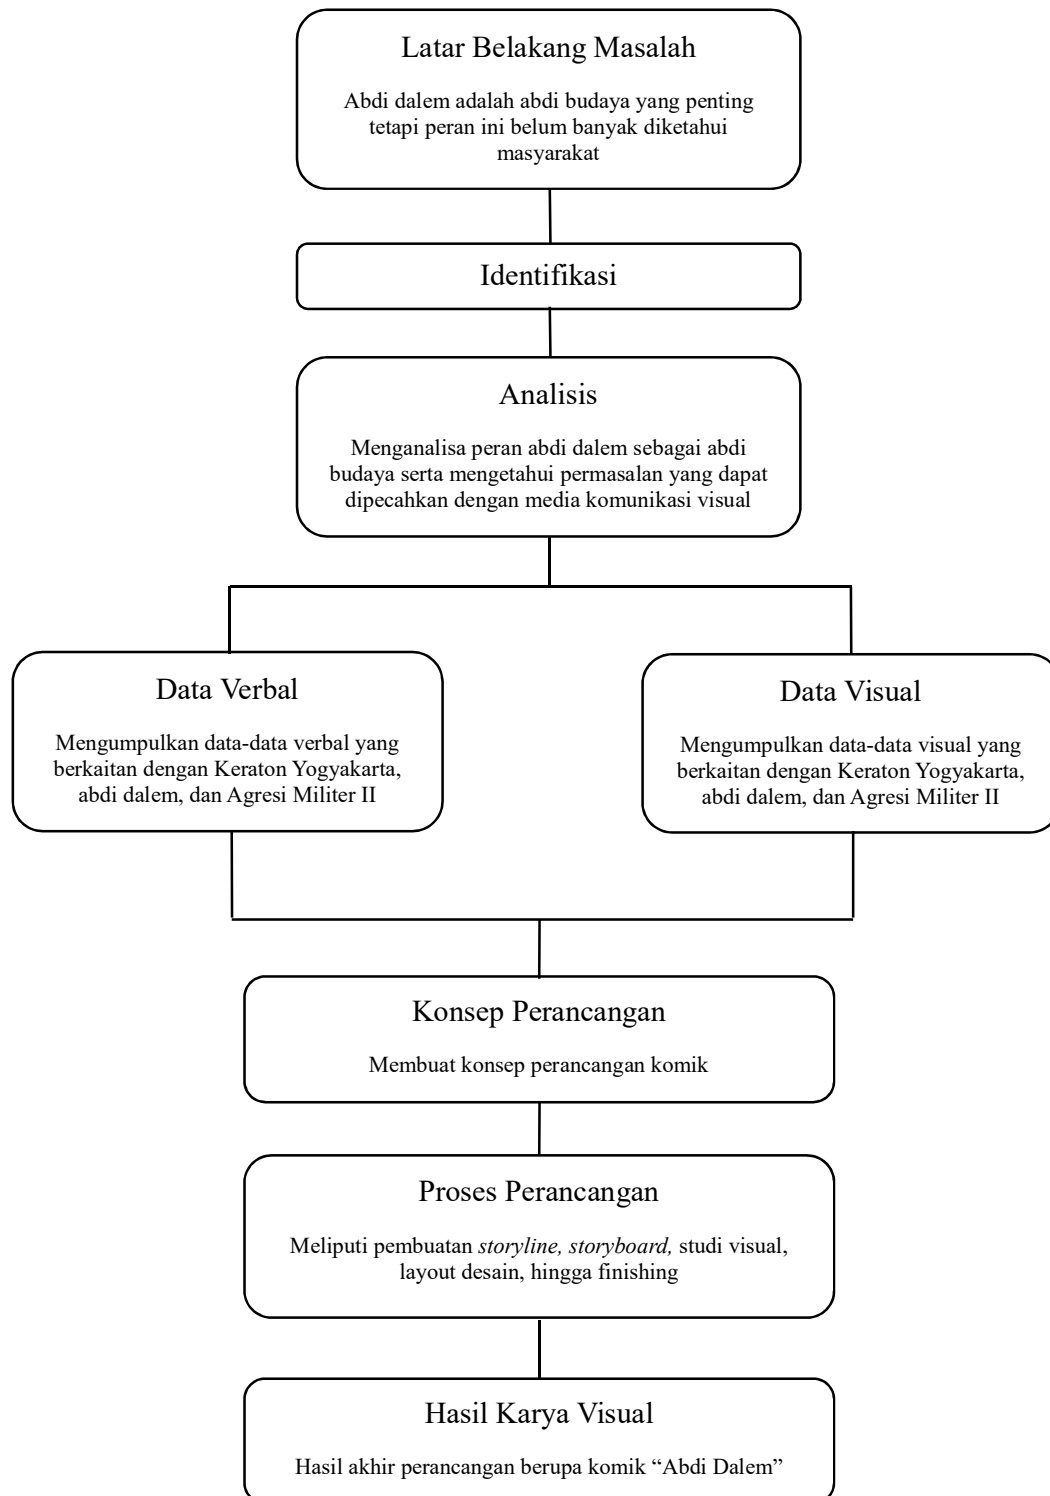 Latar Belakang Masalah
Abdi dalem adalah abdi budaya yang penting
tetapi peran ini belum banyak diketahui
masyarakat
Identifikasi
Analisis
Menganalisa peran abdi dalem sebagai abdi
budaya serta mengetahui permasalan yang dapat
dipecahkan dengan media komunikasi visual
Data Verbal
Mengumpulkan data-data verbal yang
berkaitan dengan Keraton Yogyakarta,
abdi dalem, dan Agresi Militer II
Data Visual
Mengumpulkan data-data visual yang
berkaitan dengan Keraton Yogyakarta,
abdi dalem, dan Agresi Militer II
Konsep Perancangan
Membuat konsep perancangan komik
Proses Perancangan
Meliputi pembuatan storyline, storyboard, studi visual,
layout desain, hingga finishing
Hasil Karya Visual
Hasil akhir perancangan berupa komik “Abdi Dalem”